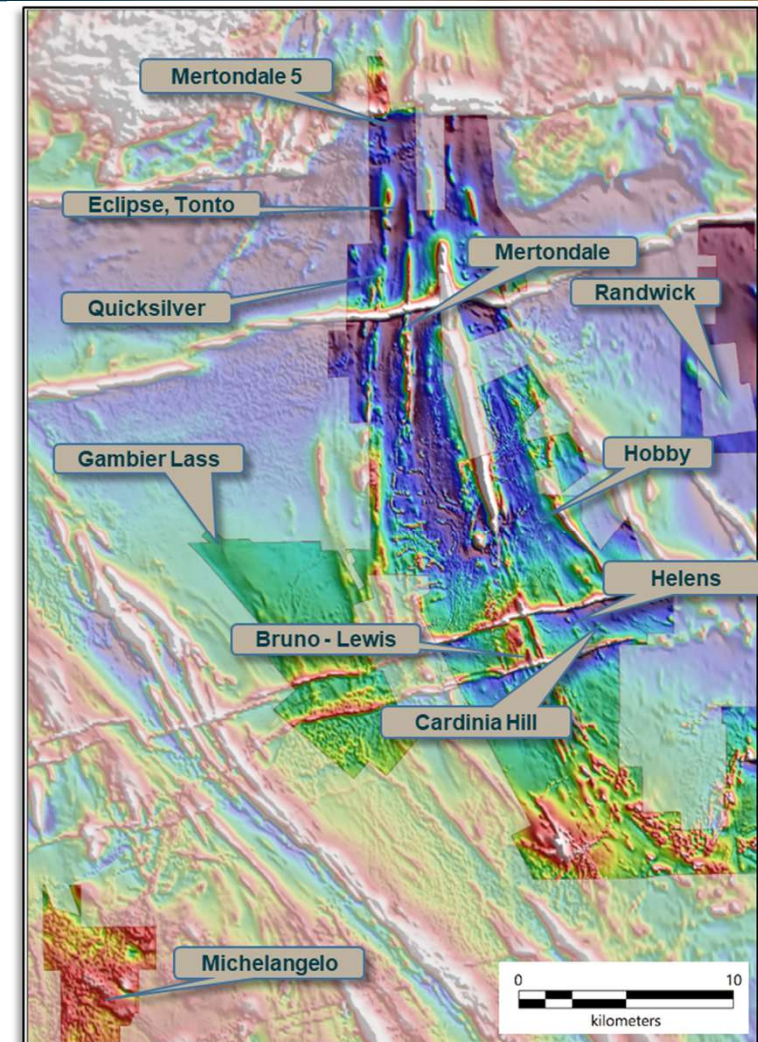 Mertondale 5
Eclipse, Tonto
Mertondale
Randwick
Quicksilver
Gambier Lass
Hobby
Helens
Bruno - Lewis
Cardinia Hill
Michelangelo
0 10
kilometers